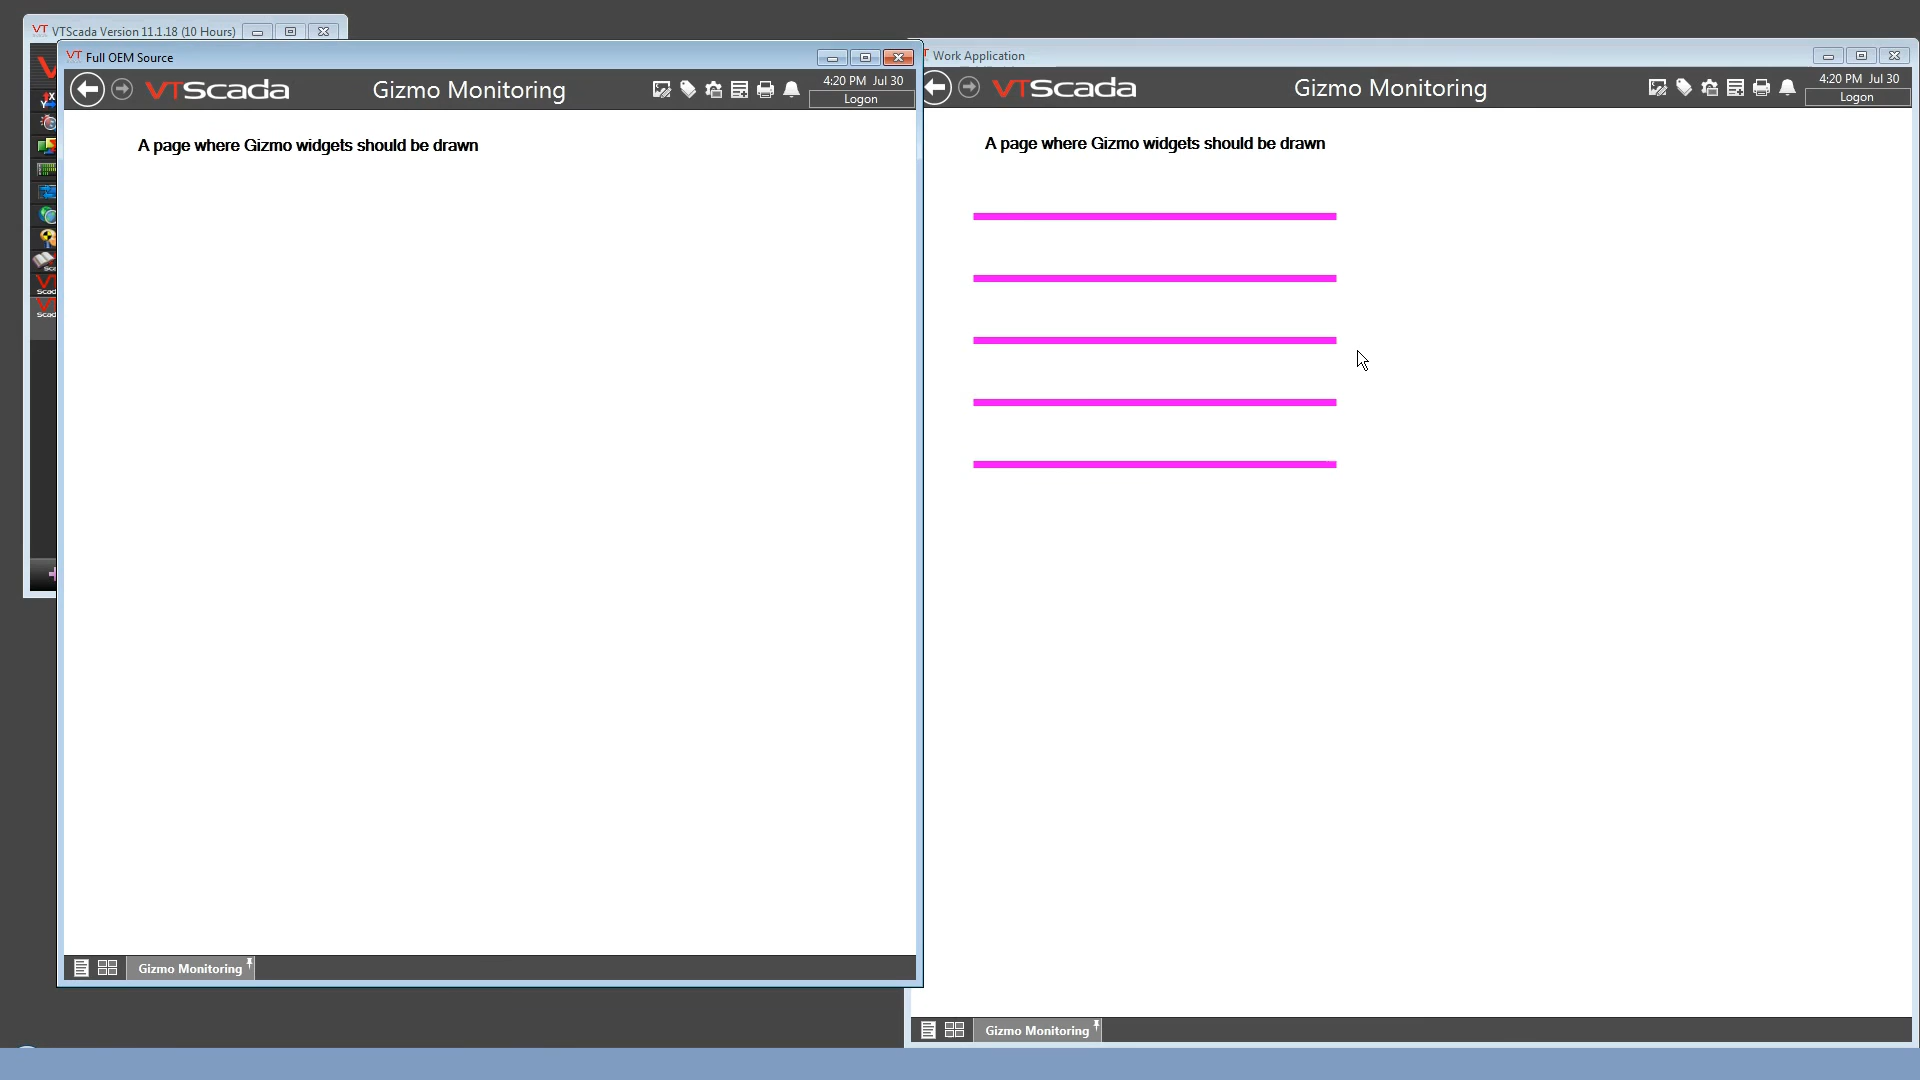 VT VTScada Version 11.1.18 (10 Hours)
VT Full OEM Source
VTScada
Gizmo Monitoring
4:20 PM Jul 30
Logon
A page where Gizmo widgets should be drawn
Gizmo Monitoring
Work Application
VTScada
Gizmo Monitoring
4:20 PM Jul 30
Logon
A page where Gizmo widgets should be drawn
Gizmo Monitoring